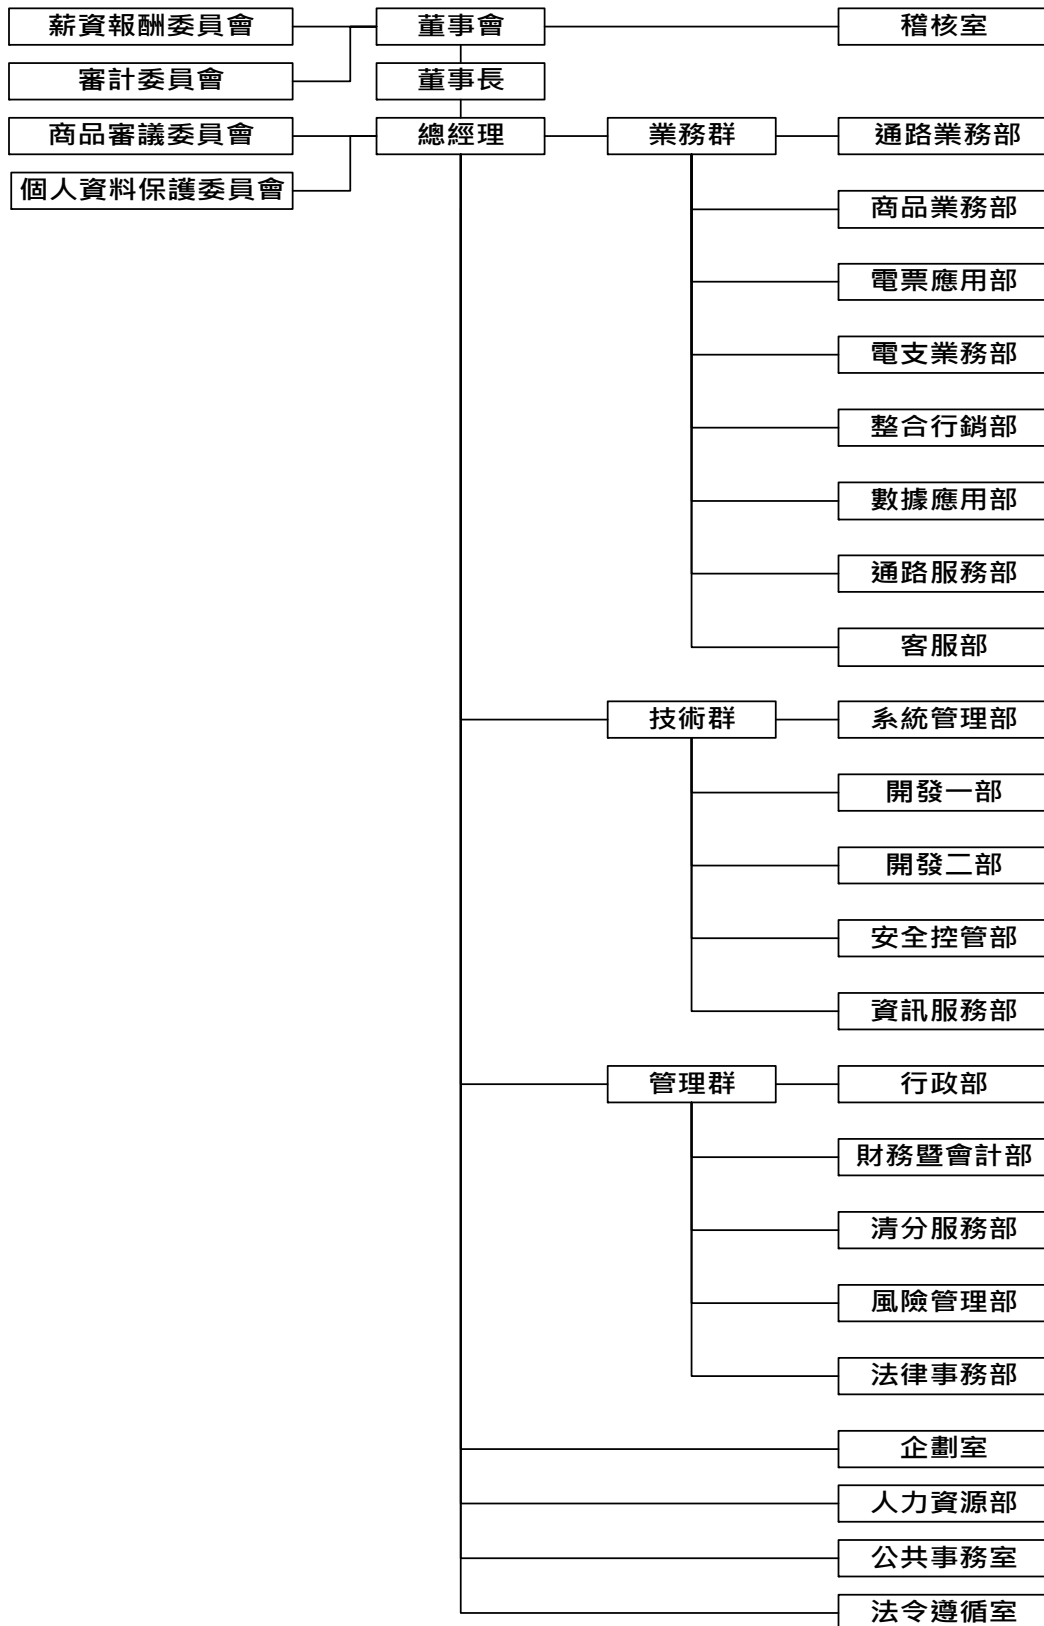 薪資報酬委員會
董事會
稽核室
審計委員會
董事長
商品審議委員會
總經理
業務群
通路業務部
個人資料保護委員會
商品業務部
電票應用部
電支業務部
整合行銷部
數據應用部
通路服務部
客服部
技術群
系統管理部
開發一部
開發二部
安全控管部
資訊服務部
管理群
行政部
財務暨會計部
清分服務部
風險管理部
法律事務部
企劃室
人力資源部
公共事務室
法令遵循室